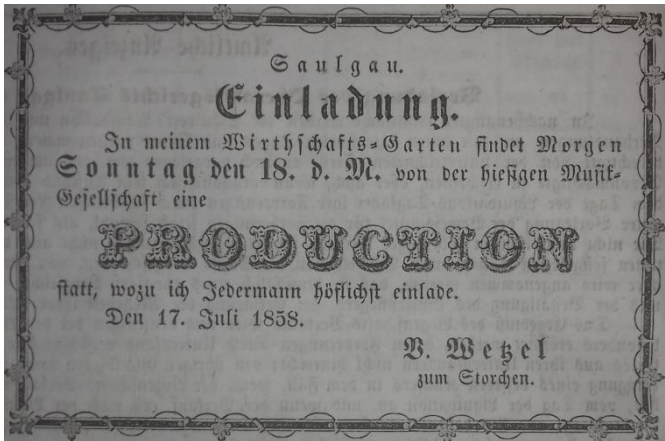 Saulgau.
Einladung.
In meinem Wirthschafts-Garten findet Morgen
Sonntag den 18. d. M. von der hiesigen Musik-
Gesellschaft eine
PRODUCTION
statt, wozu ich Jedermann höflichst einlade.
Den 17. Juli 1858.
V. Wetzel
zum Storchen.